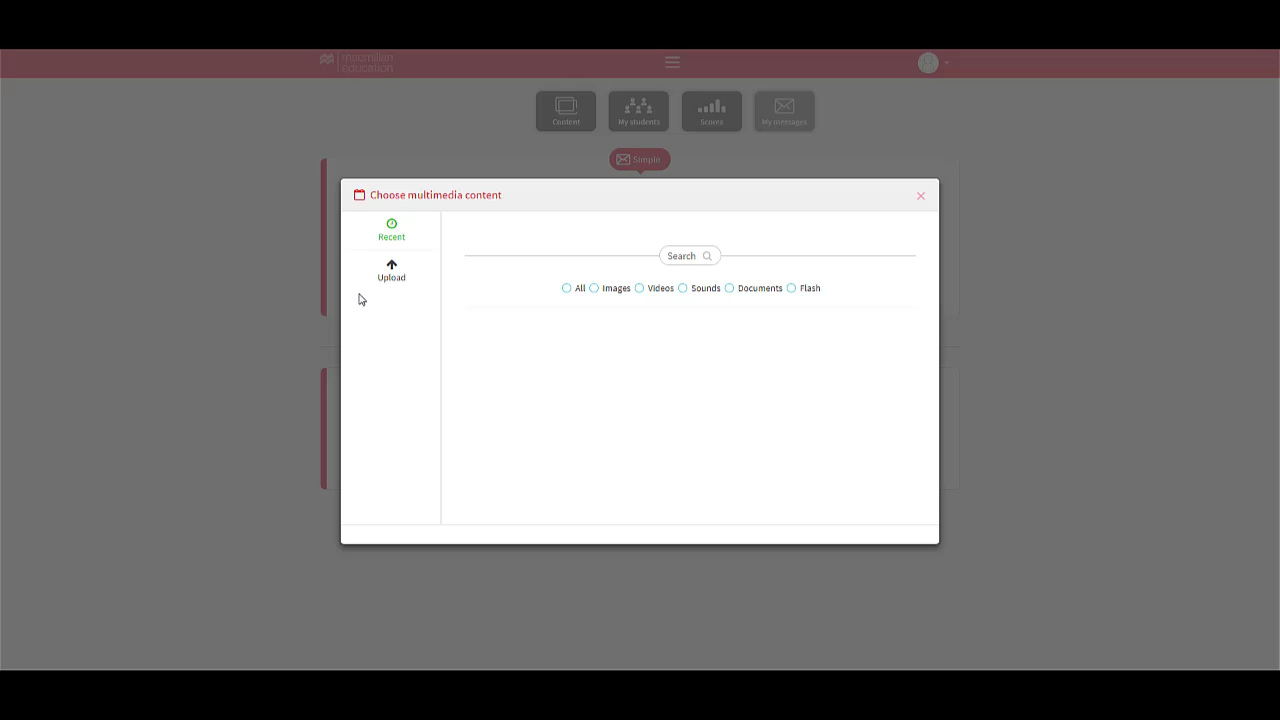 macmillan
education
Content
My students
Scores
My messages
Simple
Choose multimedia content
Recent
Upload
Search
All Images Videos Sounds Documents Flash